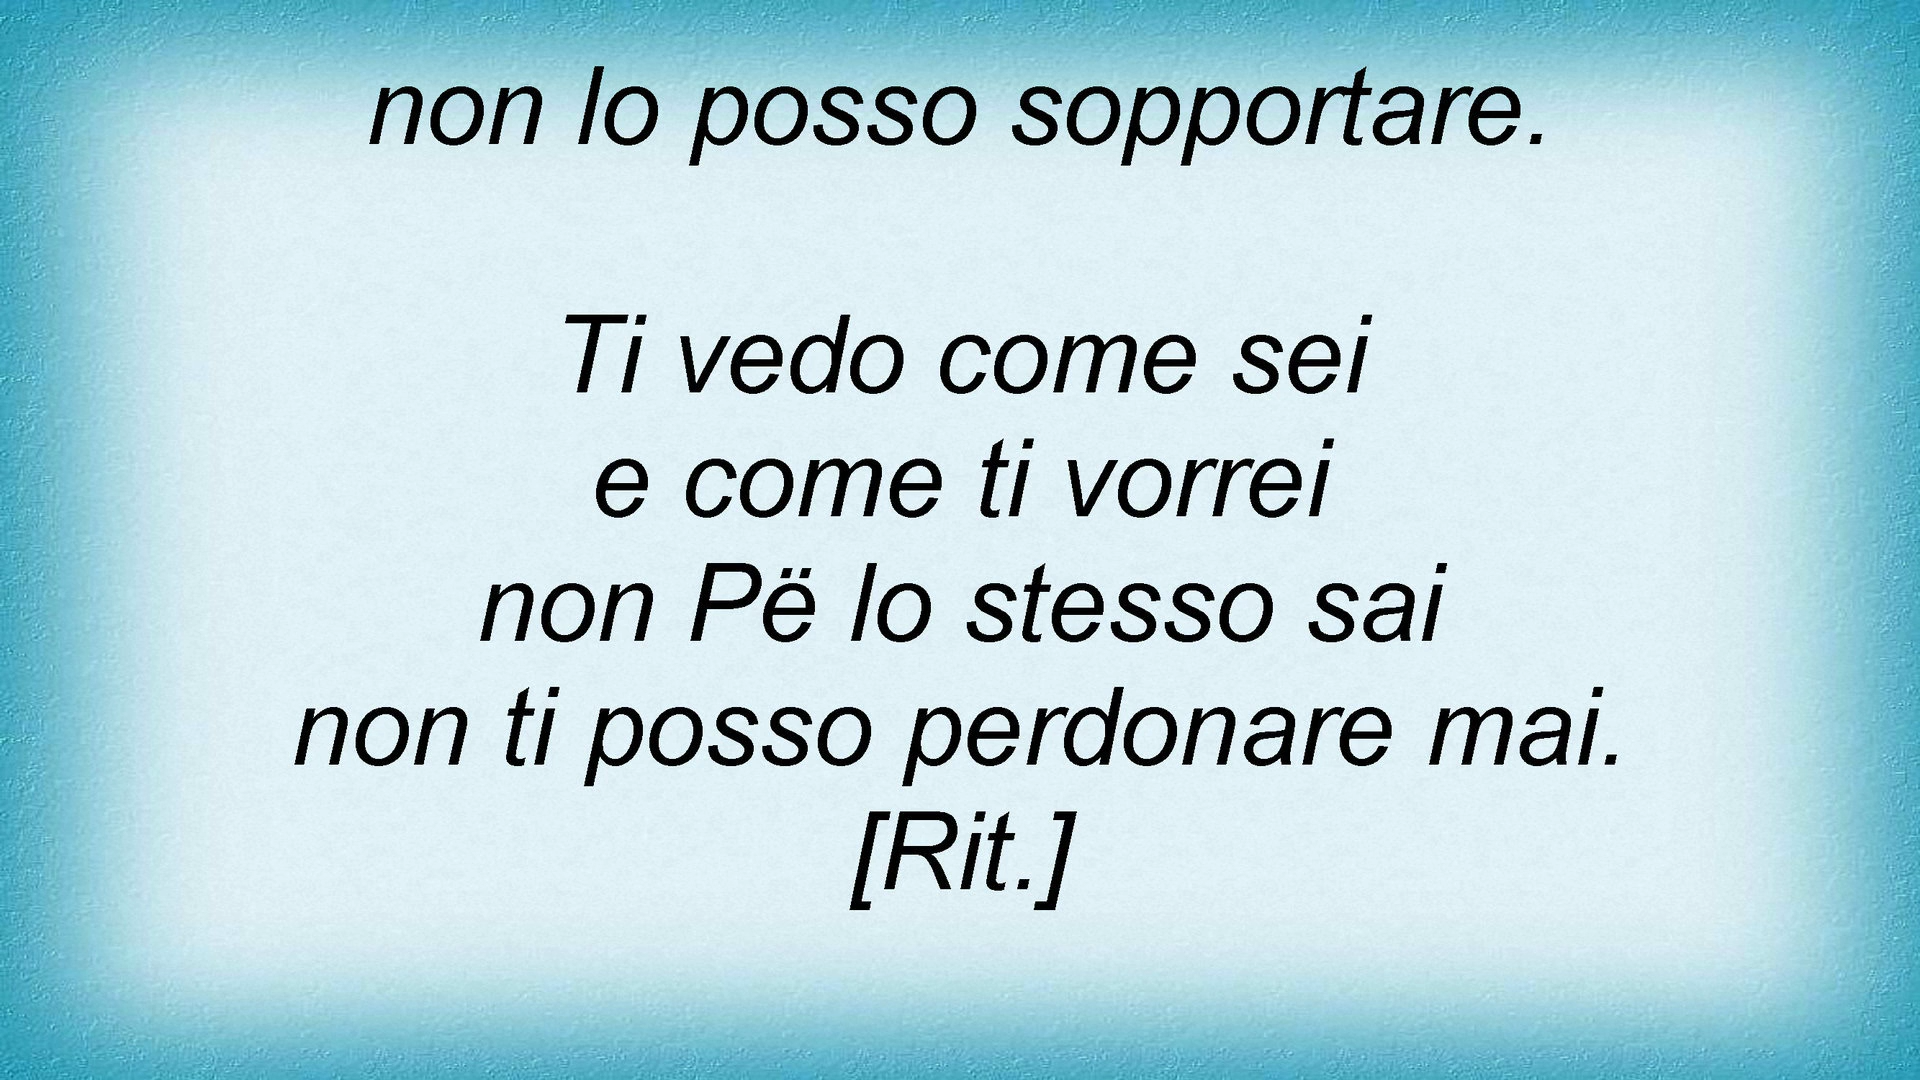 non lo posso sopportare.
Ti vedo come sei
e come ti vorrei
non Pë lo stesso sai
non ti posso perdonare mai.
[Rit.]